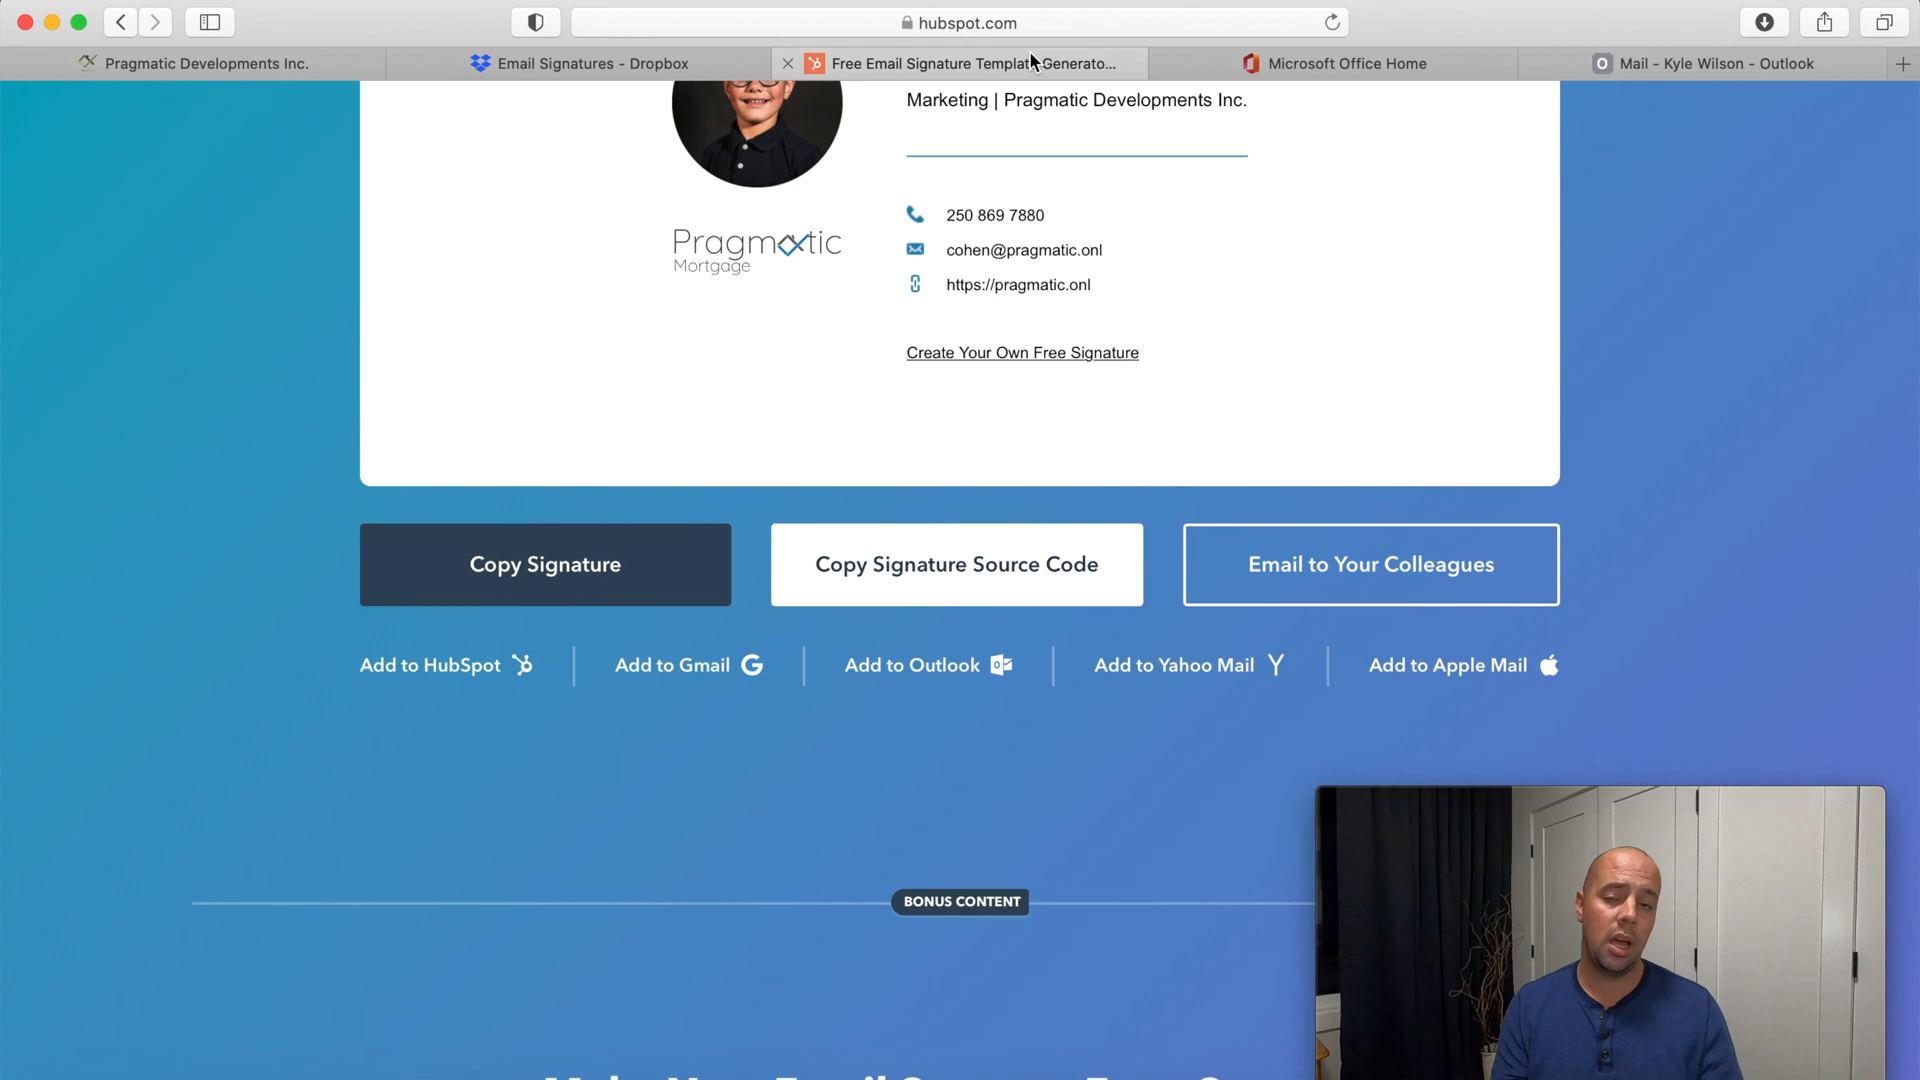 hubspot.com
Pragmatic Developments Inc.
Email Signatures - Dropbox
Free Email Signature Templat Generato...
Microsoft Office Home
Mail - Kyle Wilson - Outlook
Marketing | Pragmatic Developments Inc.
250 869 7880
Pragmatic
Mortgage
cohen@pragmatic.onl
https://pragmatic.onl
Create Your Own Free Signature
Copy Signature
Copy Signature Source Code
Email to Your Colleagues
Add to HubSpot
Add to Gmail
Add to Outlook
Add to Yahoo Mail
Add to Apple Mail
BONUS CONTENT